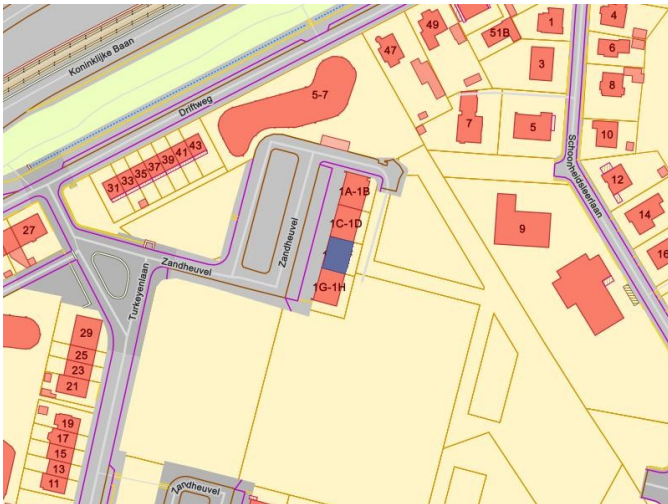 Koninklijke Baan
Driftweg
5-7
47
49
51B
1
3
4
6
8
10
7
5
Schoonheidsleerlaan
12
14
16
9
31
33
35
37
39
41
43
1A-1B
1C-1D
1G-1H
Zandheuvel
Zandheuvel
27
Turkeyenlaan
29
25
23
21
19
17
15
13
11
Zandheuvel